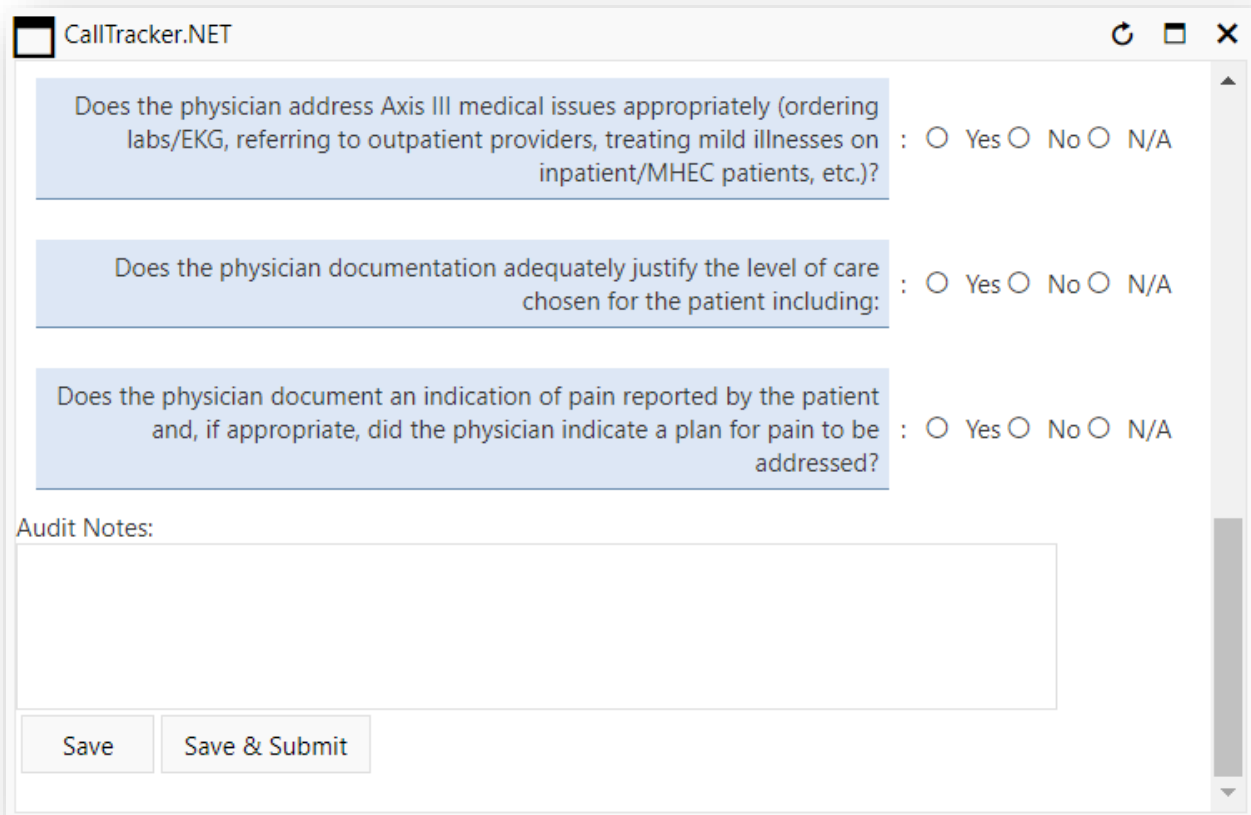 CallTracker.NET
Does the physician address Axis III medical issues appropriately (ordering
labs/EKG, referring to outpatient providers, treating mild illnesses on : Yes No N/A
inpatient/MHEC patients, etc.)?
Does the physician documentation adequately justify the level of care
chosen for the patient including: : Yes No N/A
Does the physician document an indication of pain reported by the patient
and, if appropriate, did the physician indicate a plan for pain to be : Yes No N/A
addressed?
Audit Notes:
Save Save & Submit